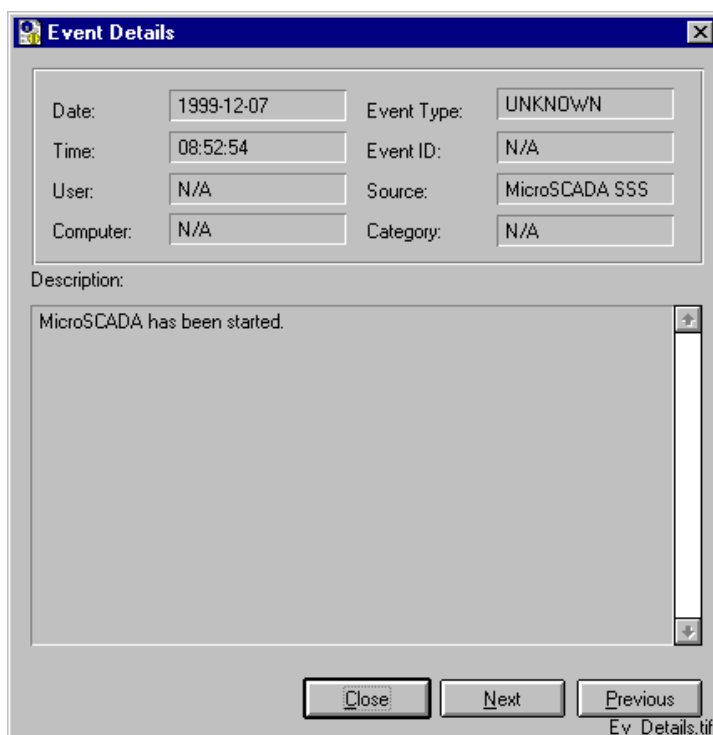 Event Details
Date: 1999-12-07 Event Type: UNKNOWN
Time: 08:52:54 Event ID: N/A
User: N/A Source: MicroSCADA SSS
Computer: N/A Category: N/A
Description:
MicroSCADA has been started.
Close Next Previous
Ev_Details.tif